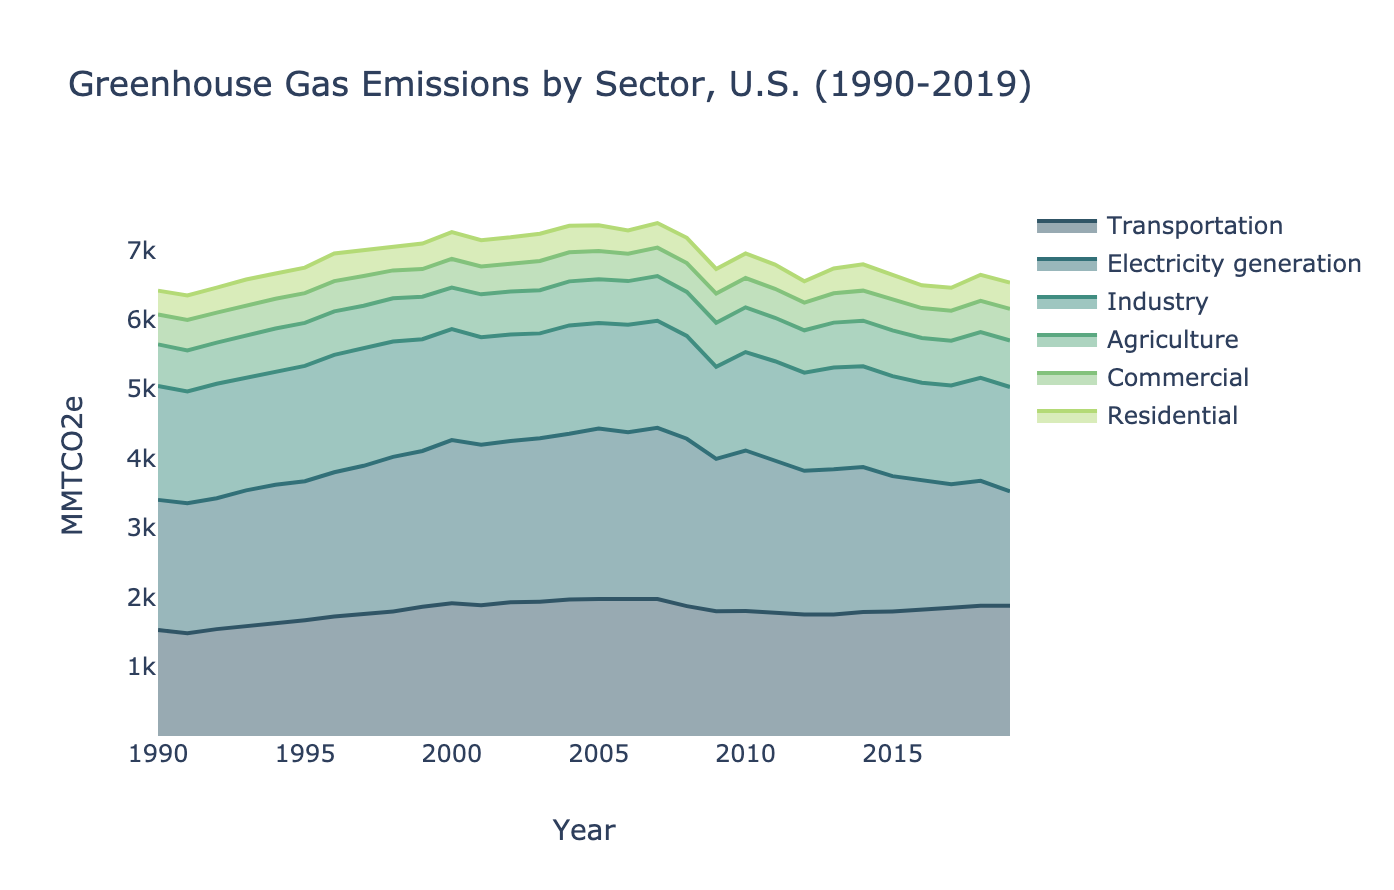 Greenhouse Gas Emissions by Sector, U.S. (1990-2019)
MMTCO2e
7k
6k
5k
4k
3k
2k
1k
1990 1995 2000 2005 2010 2015
Year
Transportation
Electricity generation
Industry
Agriculture
Commercial
Residential